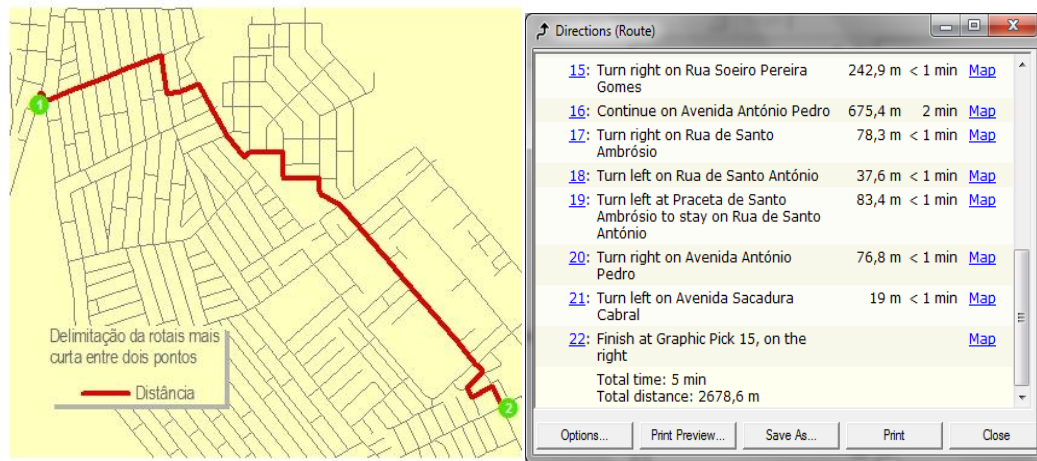 1
2
Delimitação da rotais mais
curta entre dois pontos
Distância
Directions (Route)
15: Turn right on Rua Soeiro Pereira 242,9 m < 1 min Map
Gomes
16: Continue on Avenida António Pedro 675,4 m 2 min Map
17: Turn right on Rua de Santo 78,3 m < 1 min Map
Ambrósio
18: Turn left on Rua de Santo António 37,6 m < 1 min Map
19: Turn left at Praceta de Santo 83,4 m < 1 min Map
Ambrósio to stay on Rua de Santo
António
20: Turn right on Avenida António 76,8 m < 1 min Map
Pedro
21: Turn left on Avenida Sacadura 19 m < 1 min Map
Cabral
22: Finish at Graphic Pick 15, on the Map
right
Total time: 5 min
Total distance: 2678,6 m
Options... Print Preview... Save As... Print Close